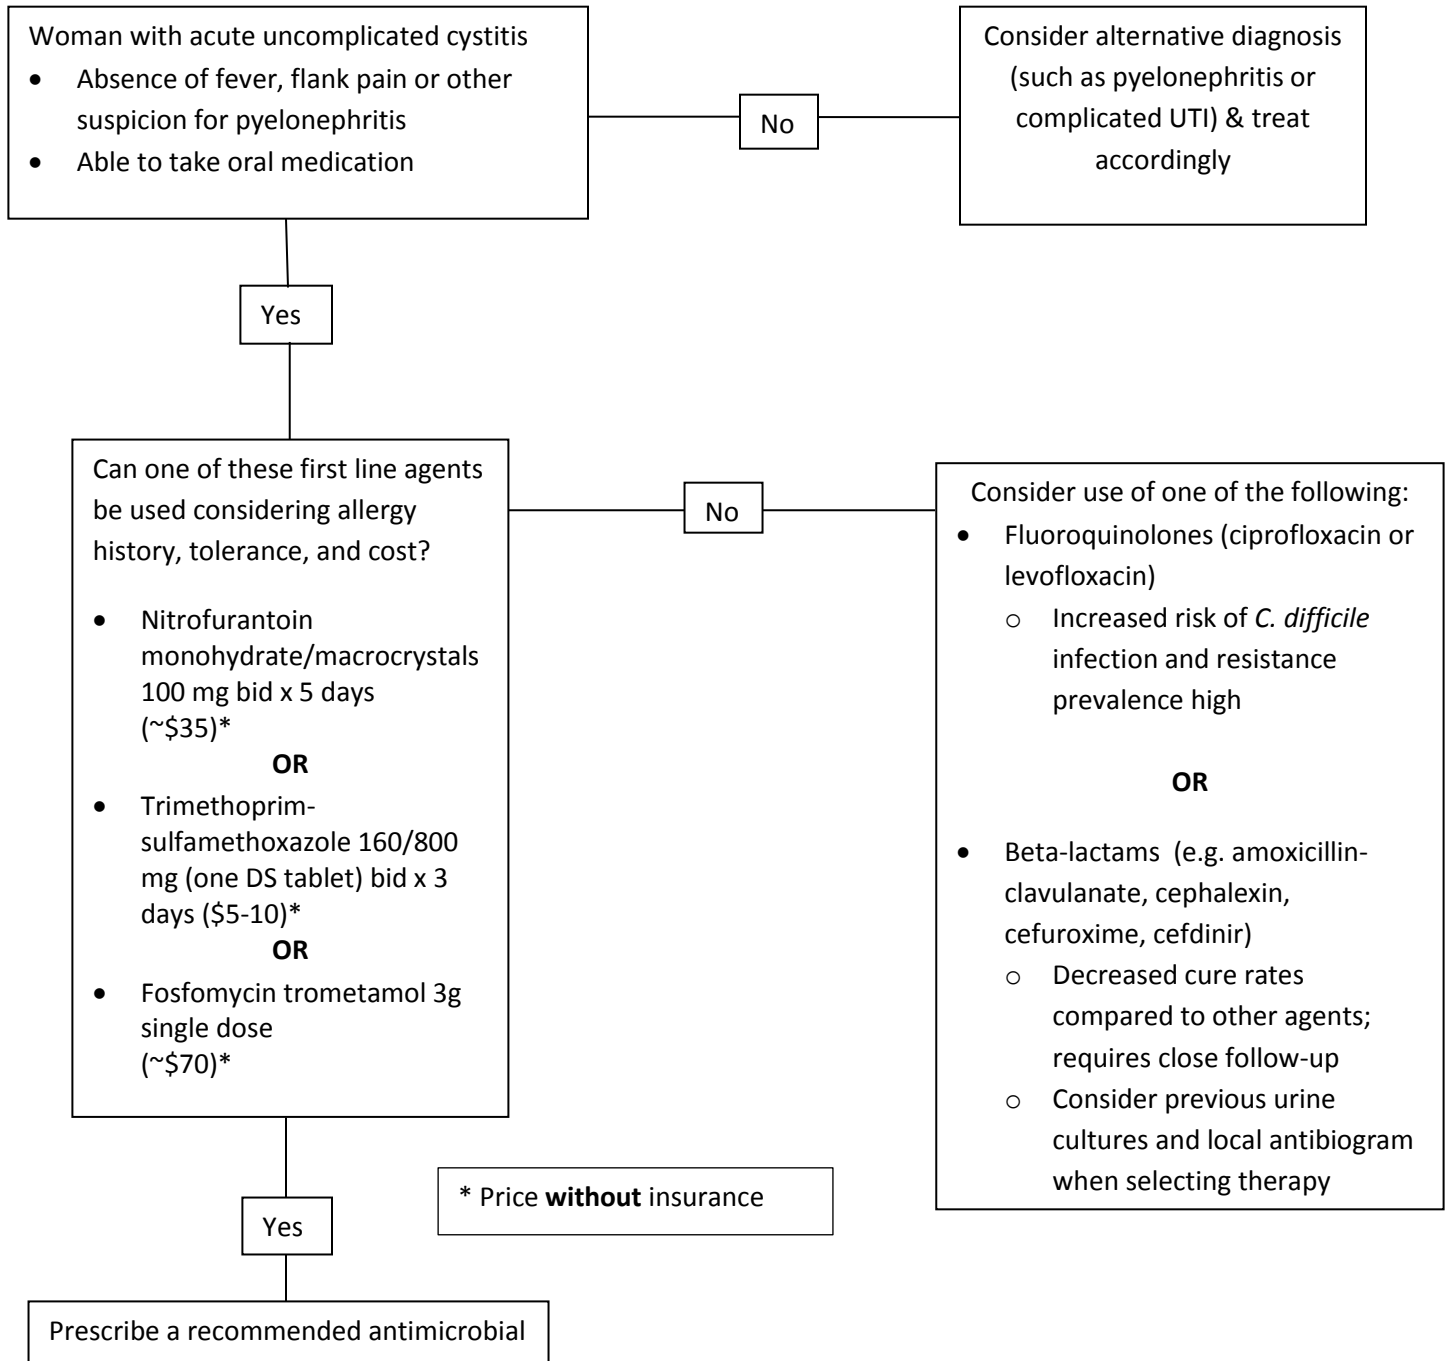 Woman with acute uncomplicated cystitis
• Absence of fever, flank pain or other
suspicion for pyelonephritis
• Able to take oral medication
No
Consider alternative diagnosis
(such as pyelonephritis or
complicated UTI) & treat
accordingly
Yes
Can one of these first line agents
be used considering allergy
history, tolerance, and cost?
• Nitrofurantoin
monohydrate/macrocrystals
100 mg bid x 5 days
(~$35)*
OR
• Trimethoprim-
sulfamethoxazole 160/800
mg (one DS tablet) bid x 3
days ($5-10)*
OR
• Fosfomycin trometamol 3g
single dose
(~$70)*
No
Consider use of one of the following:
• Fluoroquinolones (ciprofloxacin or
levofloxacin)
o Increased risk of C. difficile
infection and resistance
prevalence high
OR
• Beta-lactams (e.g. amoxicillin-
clavulanate, cephalexin,
cefuroxime, cefdinir)
o Decreased cure rates
compared to other agents;
requires close follow-up
o Consider previous urine
cultures and local antibiogram
when selecting therapy
* Price without insurance
Yes
Prescribe a recommended antimicrobial